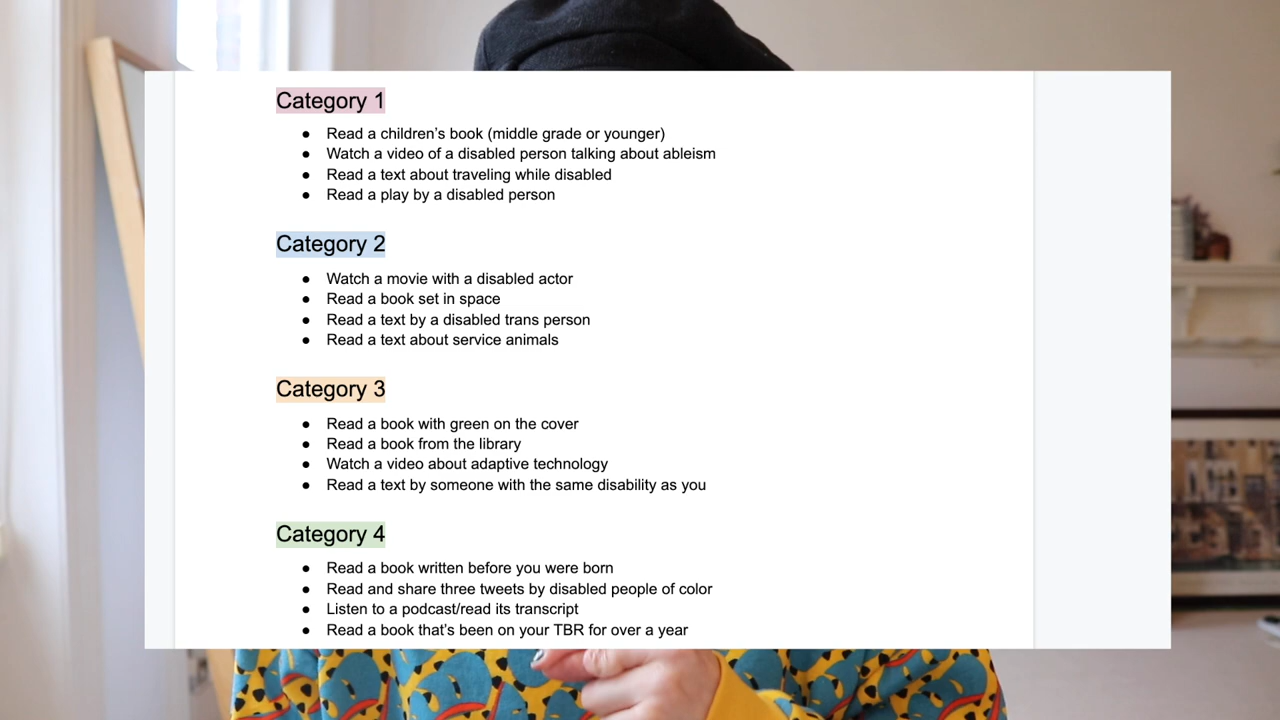 Category 1
● Read a children’s book (middle grade or younger)
● Watch a video of a disabled person talking about ableism
● Read a text about traveling while disabled
● Read a play by a disabled person
Category 2
● Watch a movie with a disabled actor
● Read a book set in space
● Read a text by a disabled trans person
● Read a text about service animals
Category 3
● Read a book with green on the cover
● Read a book from the library
● Watch a video about adaptive technology
● Read a text by someone with the same disability as you
Category 4
● Read a book written before you were born
● Read and share three tweets by disabled people of color
● Listen to a podcast/read its transcript
● Read a book that’s been on your TBR for over a year